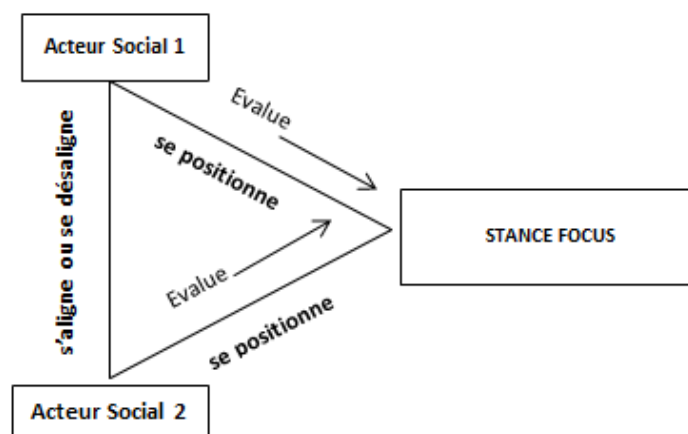 Acteur Social 1
Evalue
se positionne
s'aligne ou se désaligne
STANCE FOCUS
Evalue
se positionne
Acteur Social 2